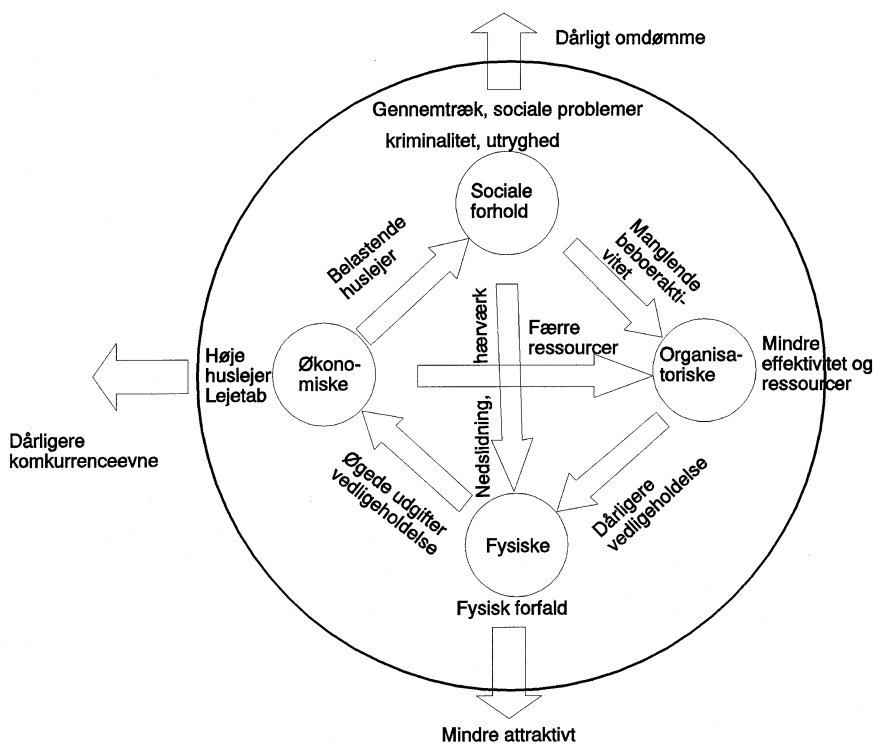 Dårligt omdømme
Gennemtræk, sociale problemer
kriminalitet, utryghed
Sociale
forhold
Belastende
huslejer
Manglende
beboerakti-
vitet
Nedslidning, hærværk
Færre
ressourcer
Høje
huslejer
Lejetab
Økono-
miske
Organisa-
toriske
Mindre
effektivitet og
ressourcer
Dårligere
komkurrenceevne
Øgede udgifter
vedligeholdelse
Dårligere
vedligeholdelse
Fysiske
Fysisk forfald
Mindre attraktivt